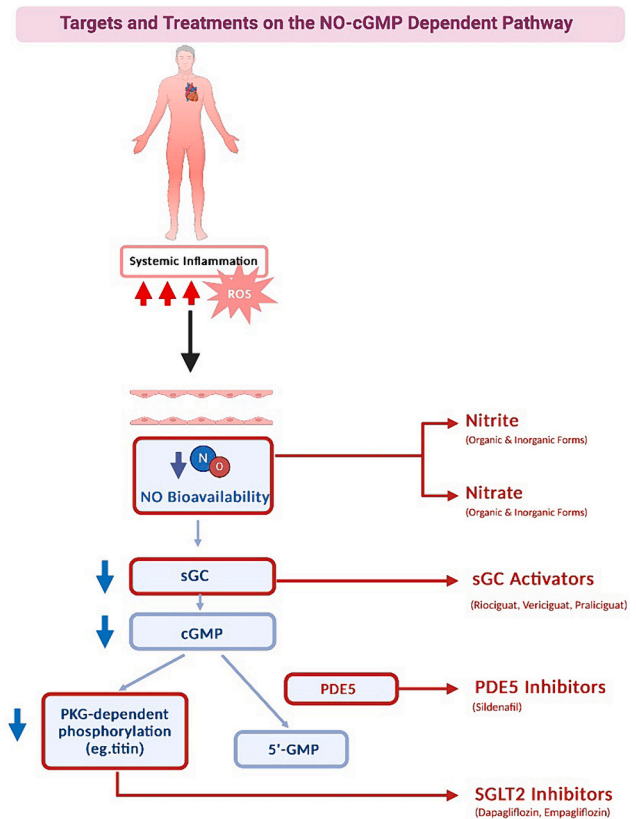 Targets and Treatments on the NO-cGMP Dependent Pathway
Systemic Inflammation
ROS
N
O
NO Bioavailability
Nitrite
(Organic & Inorganic Forms)
Nitrate
(Organic & Inorganic Forms)
sGC
sGC Activators
(Riociguat, Vericiguat, Praliciguat)
cGMP
PDE5
PDE5 Inhibitors
(Sildenafil)
PKG-dependent
phosphorylation
(eg.titin)
5'-GMP
SGLT2 Inhibitors
(Dapagliflozin, Empagliflozin)